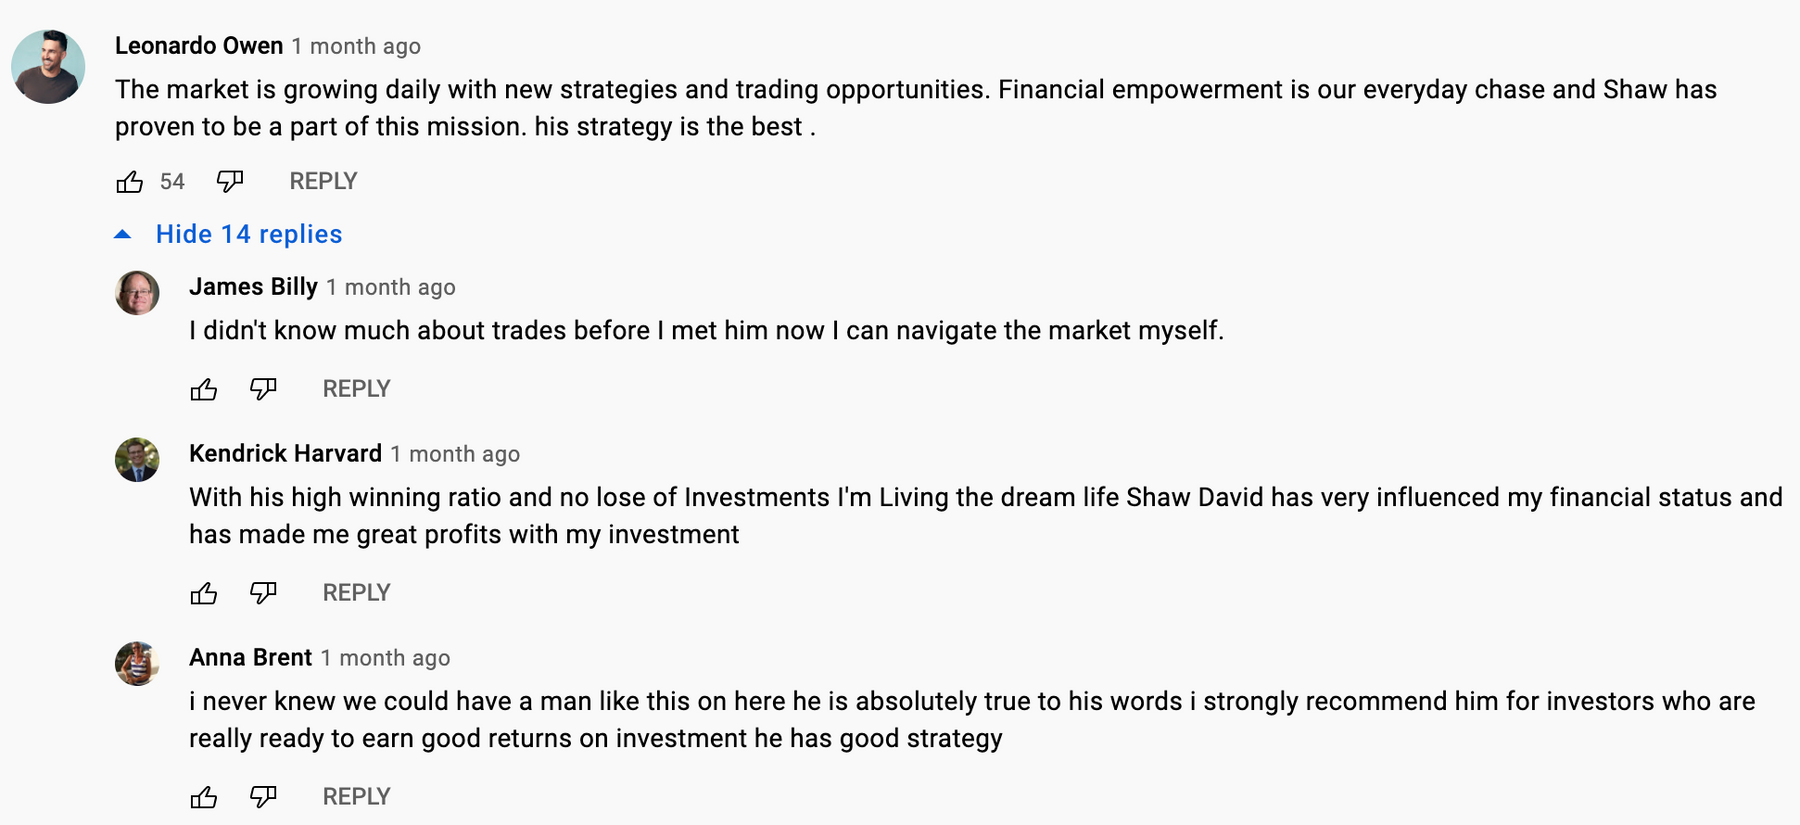 Leonardo Owen 1 month ago
The market is growing daily with new strategies and trading opportunities. Financial empowerment is our everyday chase and Shaw has
proven to be a part of this mission. his strategy is the best .
54 REPLY
Hide 14 replies
James Billy 1 month ago
I didn't know much about trades before I met him now I can navigate the market myself.
REPLY
Kendrick Harvard 1 month ago
With his high winning ratio and no lose of Investments I'm Living the dream life Shaw David has very influenced my financial status and
has made me great profits with my investment
REPLY
Anna Brent 1 month ago
i never knew we could have a man like this on here he is absolutely true to his words i strongly recommend him for investors who are
really ready to earn good returns on investment he has good strategy
REPLY